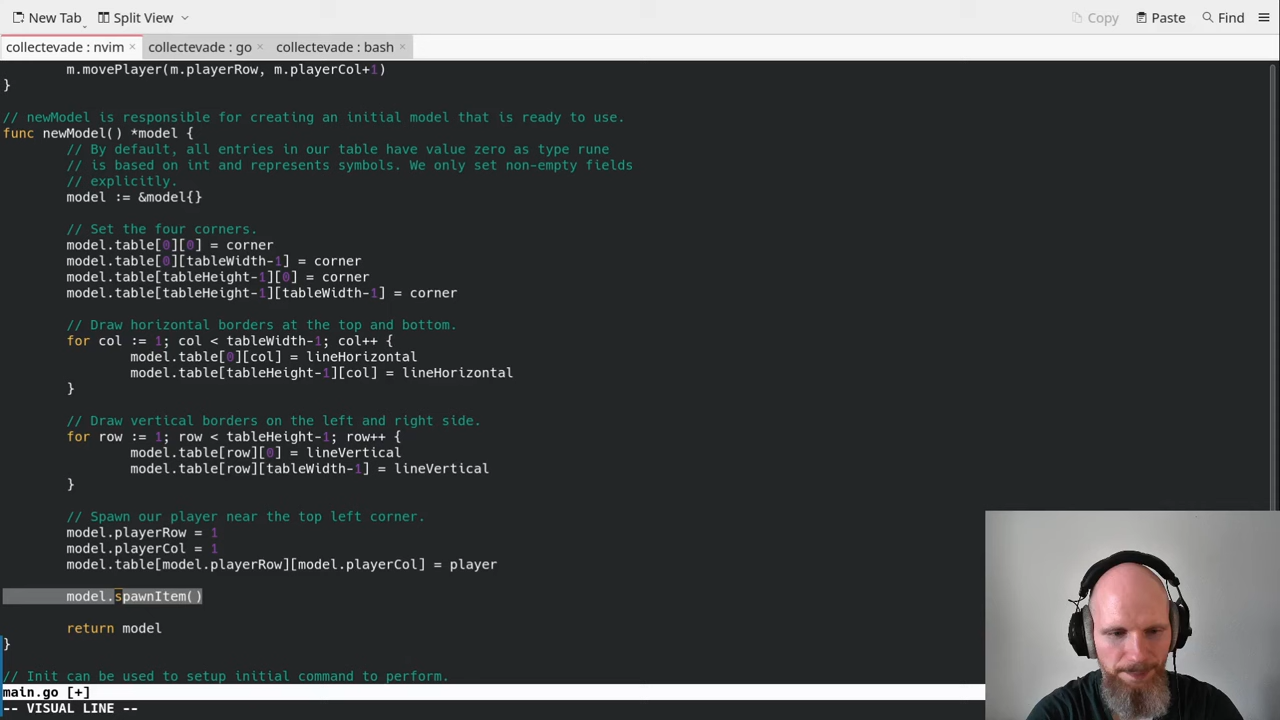 New Tab
Split View
Copy
Paste
Find
collectevade : nvim
collectevade : go
collectevade : bash
m.movePlayer(m.playerRow, m.playerCol+1)
}
// newModel is responsible for creating an initial model that is ready to use.
func newModel() *model {
// By default, all entries in our table have value zero as type rune
// is based on int and represents symbols. We only set non-empty fields
// explicitly.
model := &model{}
// Set the four corners.
model.table[0][0] = corner
model.table[0][tableWidth-1] = corner
model.table[tableHeight-1][0] = corner
model.table[tableHeight-1][tableWidth-1] = corner
// Draw horizontal borders at the top and bottom.
for col := 1; col < tableWidth-1; col++ {
model.table[0][col] = lineHorizontal
model.table[tableHeight-1][col] = lineHorizontal
}
// Draw vertical borders on the left and right side.
for row := 1; row < tableHeight-1; row++ {
model.table[row][0] = lineVertical
model.table[row][tableWidth-1] = lineVertical
}
// Spawn our player near the top left corner.
model.playerRow = 1
model.playerCol = 1
model.table[model.playerRow][model.playerCol] = player
model.spawnItem()
return model
}
// Init can be used to setup initial command to perform.
main.go [+]
-- VISUAL LINE --